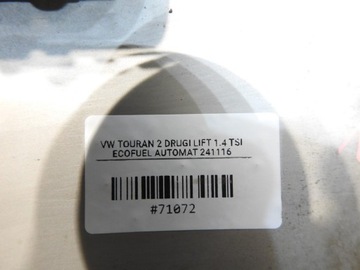 VW TOURAN 2 DRUGI LIFT 1.4 TSI
ECOFUEL AUTOMAT 241116
#71072